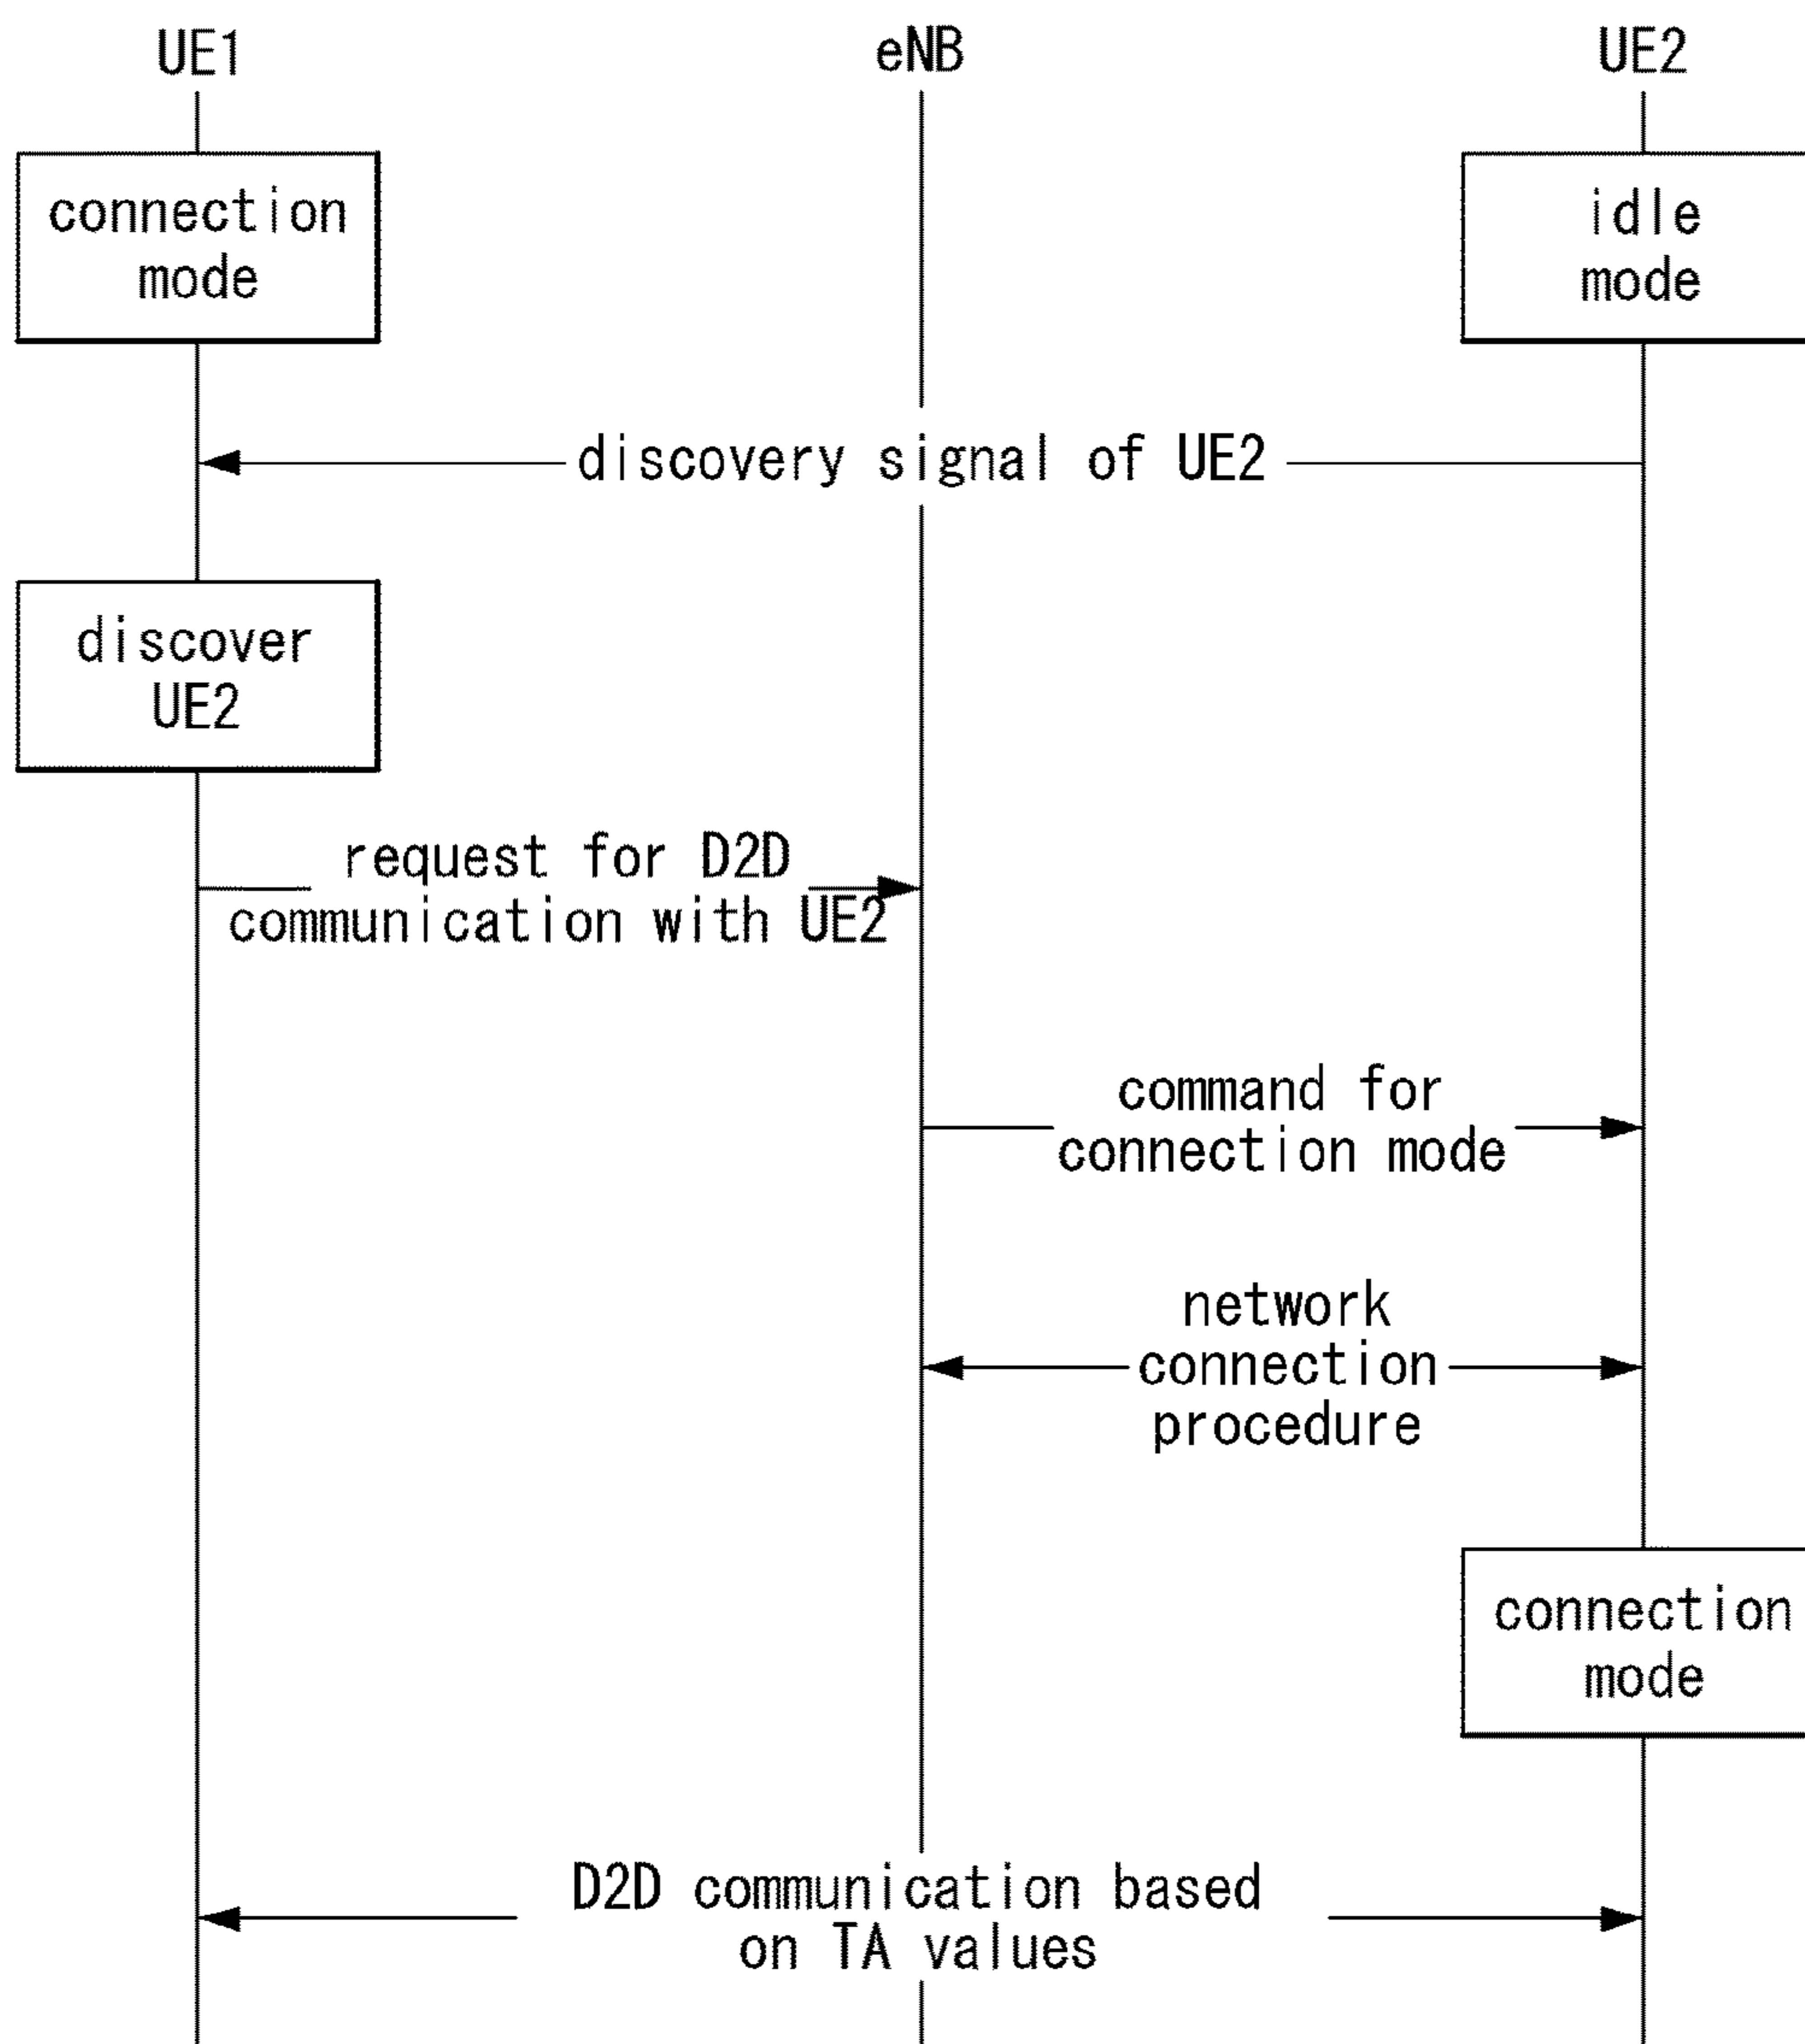 UE1
eNB
UE2
connection
mode
idle
mode
discovery signal of UE2
discover
UE2
request for D2D
communication with UE2
command for
connection mode
network
connection
procedure
connection
mode
D2D communication based
on TA values